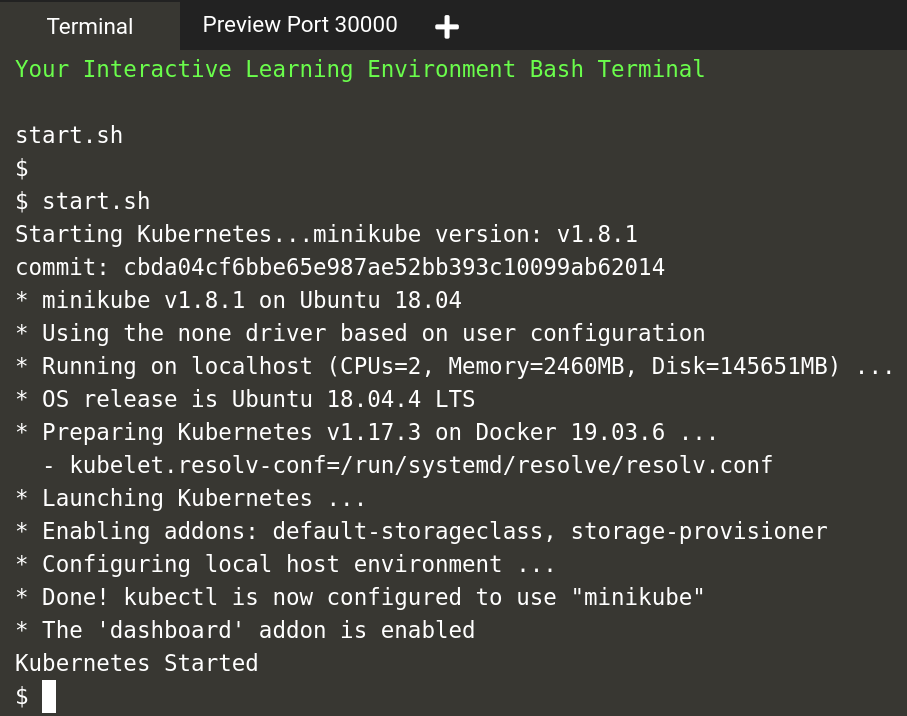 Terminal
Preview Port 30000
Your Interactive Learning Environment Bash Terminal
start.sh
$
$ start.sh
Starting Kubernetes...minikube version: v1.8.1
commit: cbda04cf6bbe65e987ae52bb393c10099ab62014
* minikube v1.8.1 on Ubuntu 18.04
* Using the none driver based on user configuration
* Running on localhost (CPUs=2, Memory=2460MB, Disk=145651MB) ...
* OS release is Ubuntu 18.04.4 LTS
* Preparing Kubernetes v1.17.3 on Docker 19.03.6 ...
  - kubelet.resolv-conf=/run/systemd/resolve/resolv.conf
* Launching Kubernetes ...
* Enabling addons: default-storageclass, storage-provisioner
* Configuring local host environment ...
* Done! kubectl is now configured to use "minikube"
* The 'dashboard' addon is enabled
Kubernetes Started
$